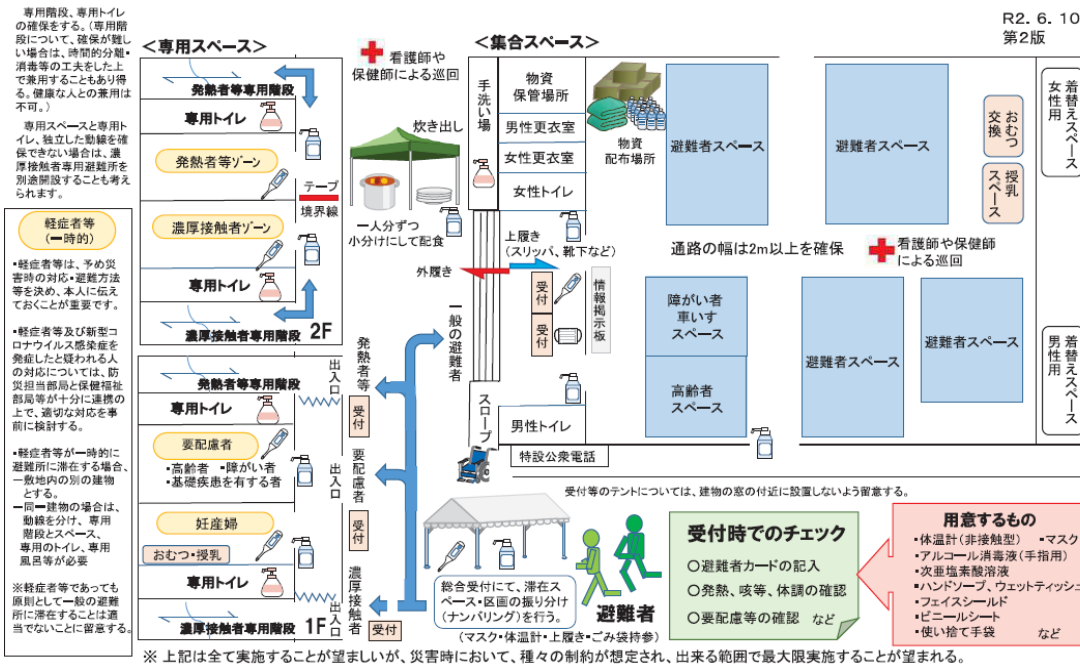 R2. 6. 10
第2版
専用階段、専用トイレ
の確保をする。(専用階
段について、確保が難し
い場合は、時間的分離・
消毒等の工夫をした上
で兼用することもあり得
る。健康な人との兼用は
不可。)
専用スペースと専用ト
イレ、独立した動線を確
保できない場合は、濃
厚接触者専用避難所を
別途開設することも考え
られます。
軽症者等
(一時的)
・軽症者等は、予め災
害時の対応・避難方法
等を決め、本人に伝え
ておくことが重要です。
・軽症者等及び新型コ
ロナウイルス感染症を
発症したと疑われる人
の対応については、防
災担当部局と保健福祉
部局等が十分に連携の
上で、適切な対応を事
前に検討する。
・軽症者等が一時的に
避難所に滞在する場合、
ー敷地内の別の建物
とする。
ー同一建物の場合は、
動線を分け、専用
階段とスペース、
専用のトイレ、専用
風呂等が必要
※軽症者等であっても
原則として一般の避難
所に滞在することは適
当でないことに留意する。
<専用スペース>
発熱者等専用階段
専用トイレ
発熱者等ゾーン
テープ
境界線
濃厚接触者ゾーン
専用トイレ
濃厚接触者専用階段
2F
発熱者等専用階段
専用トイレ
要配慮者
・高齢者 ・障がい者
・基礎疾患を有する者
妊産婦
おむつ・授乳
専用トイレ
濃厚接触者専用階段
1F
出入口
出入口
出入口
発熱者等
受付
要配慮者
受付
濃厚接触者
受付
看護師や
保健師による巡回
炊き出し
一人分ずつ
小分けにして配食
<集合スペース>
手洗い場
物資
保管場所
男性更衣室
女性更衣室
女性トイレ
物資
配布場所
上履き
(スリッパ、靴下など)
外履き
一般の避難者
受付
受付
情報掲示板
スロープ
男性トイレ
特設公衆電話
避難者スペース
避難者スペース
おむつ
交換
授乳
スペース
着替えスペース
女性用
通路の幅は2m以上を確保
看護師や保健師
による巡回
障がい者
車いす
スペース
高齢者
スペース
避難者スペース
避難者スペース
着替えスペース
男性用
受付等のテントについては、建物の窓の付近に設置しないよう留意する。
総合受付にて、滞在ス
ペース・区画の振り分け
(ナンバリング)を行う。
避難者
(マスク・体温計・上履き・ごみ袋持参)
受付時でのチェック
○避難者カードの記入
○発熱、咳等、体調の確認
○要配慮等の確認 など
用意するもの
・体温計(非接触型) ・マスク
・アルコール消毒液(手指用)
・次亜塩素酸溶液
・ハンドソープ、ウェットティッシュ
・フェイスシールド
・ビニールシート
・使い捨て手袋 など
※ 上記は全て実施することが望ましいが、災害時において、種々の制約が想定され、出来る範囲で最大限実施することが望まれる。